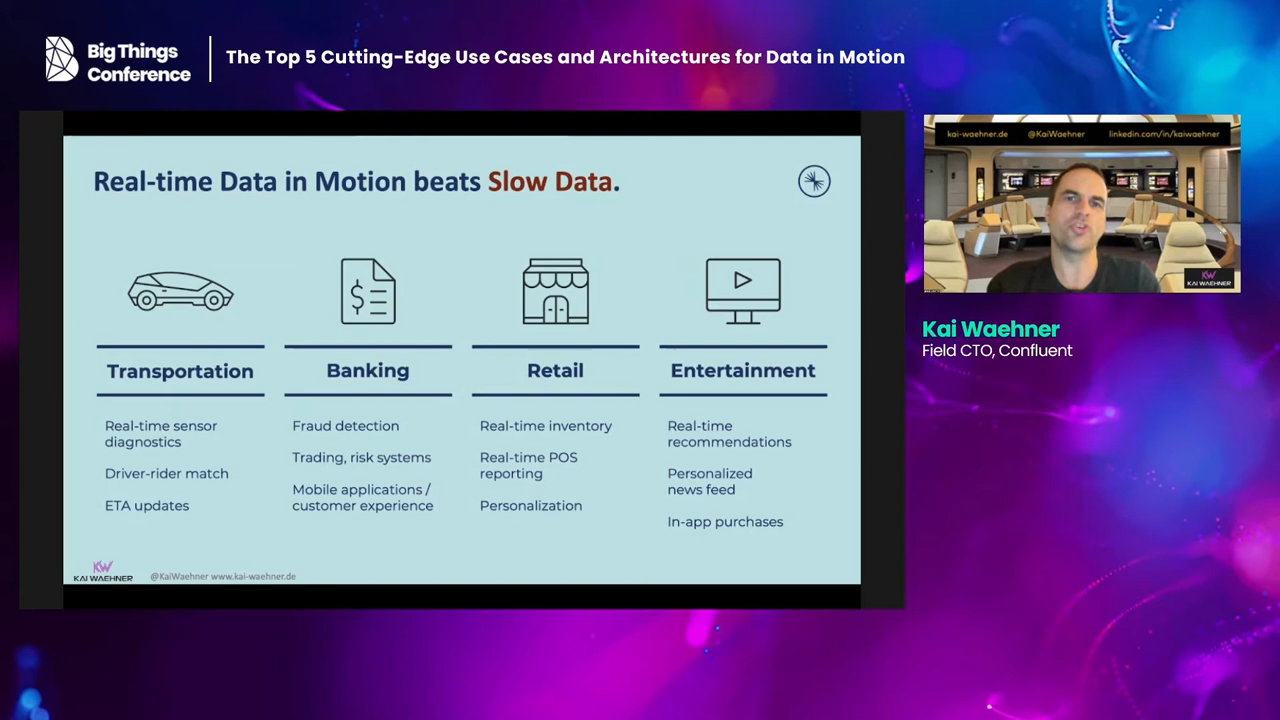 Big Things
Conference
The Top 5 Cutting-Edge Use Cases and Architectures for Data in Motion
Real-time Data in Motion beats Slow Data.
Transportation
Real-time sensor
diagnostics
Driver-rider match
ETA updates
Banking
Fraud detection
Trading, risk systems
Mobile applications /
customer experience
Retail
Real-time inventory
Real-time POS
reporting
Personalization
Entertainment
Real-time
recommendations
Personalized
news feed
In-app purchases
KW
KAI WAEHNER
@KaiWaehner www.kai-waehner.de
kai-waehner.de @KaiWaehner linkedin.com/in/kaiwaehner
KW
KAI WAEHNER
Kai Waehner
Field CTO, Confluent